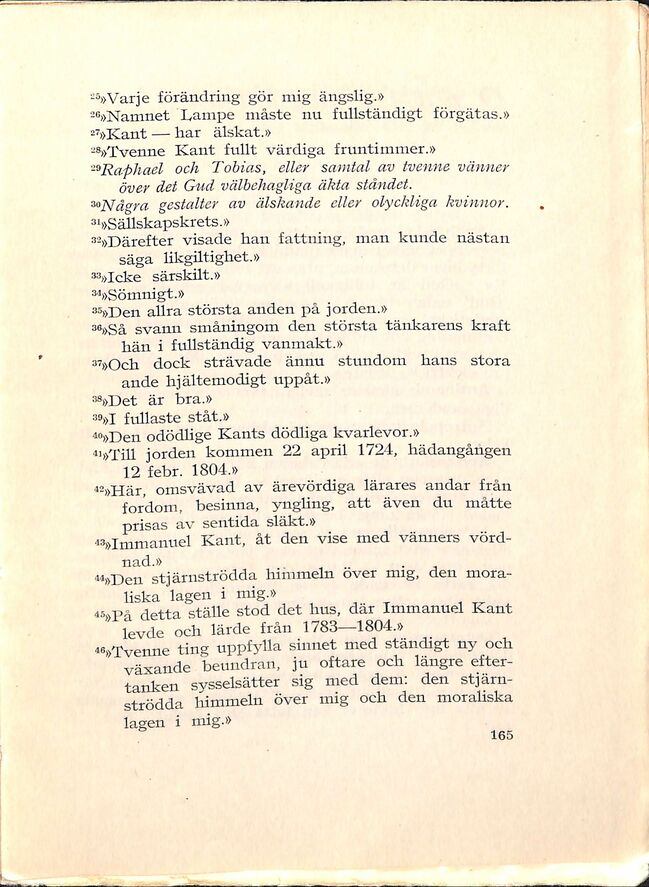 ²⁵»Varje förändring gör mig ängslig.»
²⁶»Namnet Lampe måste nu fullständigt förgätas.»
²⁷»Kant — har älskat.»
²⁸»Tvenne Kant fullt värdiga fruntimmer.»
²⁹Raphael och Tobias, eller samtal av tvenne vänner
över det Gud välbehagliga äkta ståndet.
³⁰Några gestalter av älskande eller olyckliga kvinnor.
³¹»Sällskapskrets.»
³²»Därefter visade han fattning, man kunde nästan
säga likgiltighet.»
³³»Icke särskilt.»
³⁴»Sömnigt.»
³⁵»Den allra största anden på jorden.»
³⁶»Så svann småningom den största tänkarens kraft
hän i fullständig vanmakt.»
³⁷»Och dock strävade ännu stundom hans stora
ande hjältemodigt uppåt.»
³⁸»Det är bra.»
³⁹»I fullaste ståt.»
⁴⁰»Den odödlige Kants dödliga kvarlevor.»
⁴¹»Till jorden kommen 22 april 1724, hädangången
12 febr. 1804.»
⁴²»Här, omsvävad av ärevördiga lärares andar från
fordom, besinna, yngling, att även du måtte
prisas av sentida släkt.»
⁴³»Immanuel Kant, åt den vise med vänners vörd-
nad.»
⁴⁴»Den stjärnströdda himmeln över mig, den mora-
liska lagen i mig.»
⁴⁵»På detta ställe stod det hus, där Immanuel Kant
levde och lärde från 1783—1804.»
⁴⁶»Tvenne ting uppfylla sinnet med ständigt ny och
växande beundran, ju oftare och längre efter-
tanken sysselsätter sig med dem: den stjärn-
strödda himmeln över mig och den moraliska
lagen i mig.»
165